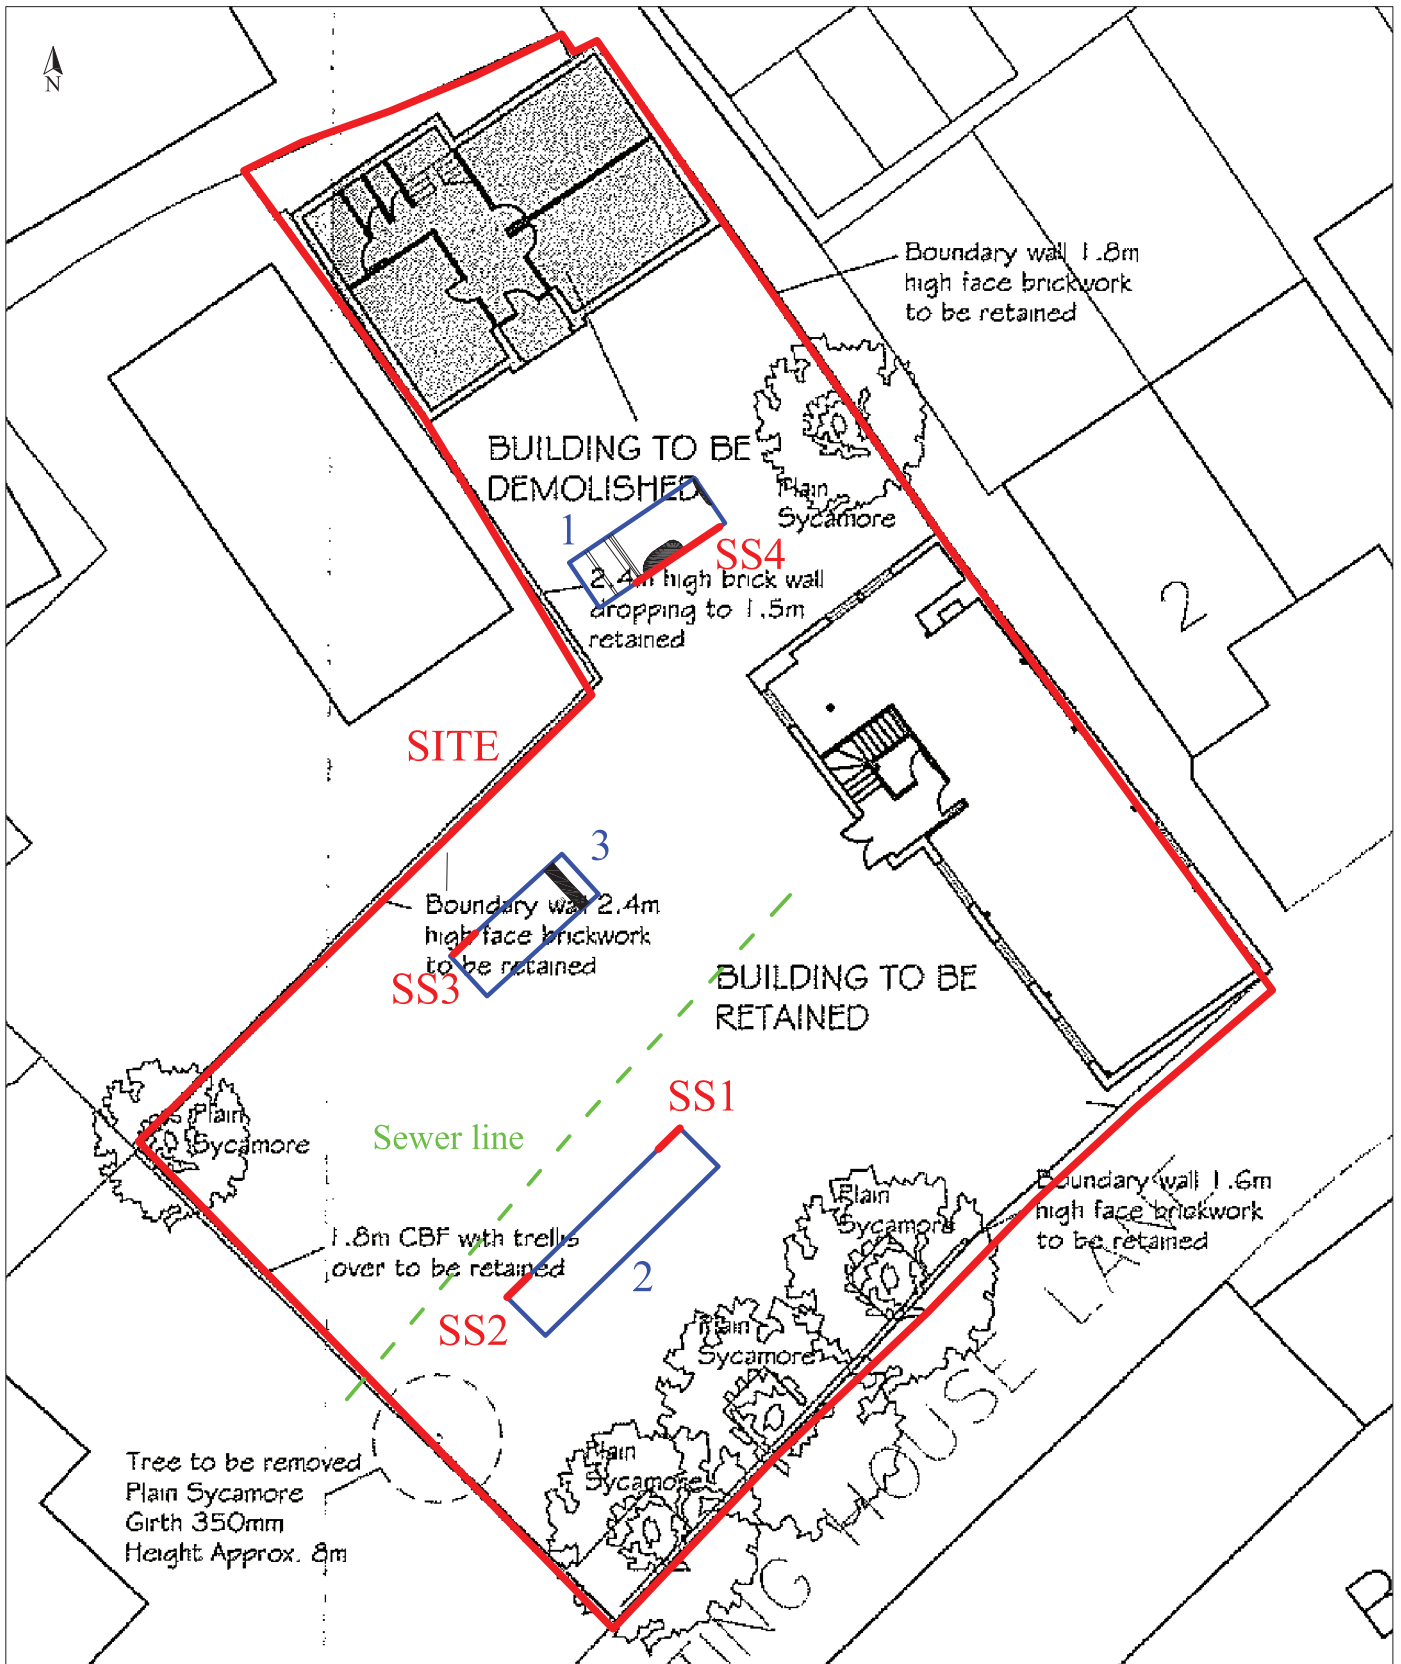 N
Boundary wall 1.8m
high face brickwork
to be retained
BUILDING TO BE
DEMOLISHED
Plain
Sycamore
1
SS4
2.4m high brick wall
dropping to 1.5m
retained
2
SITE
3
Boundary wall 2.4m
high face brickwork
to be retained
SS3
BUILDING TO BE
RETAINED
SS1
Plain
Sycamore
Sewer line
Plain
Sycamore
Boundary wall 1.6m
high face brickwork
to be retained
1.8m CBF with trellis
over to be retained
2
SS2
Plain
Sycamore
Plain
Sycamore
Tree to be removed
Plain Sycamore
Girth 350mm
Height Approx. 8m
TING HOUSE LANE